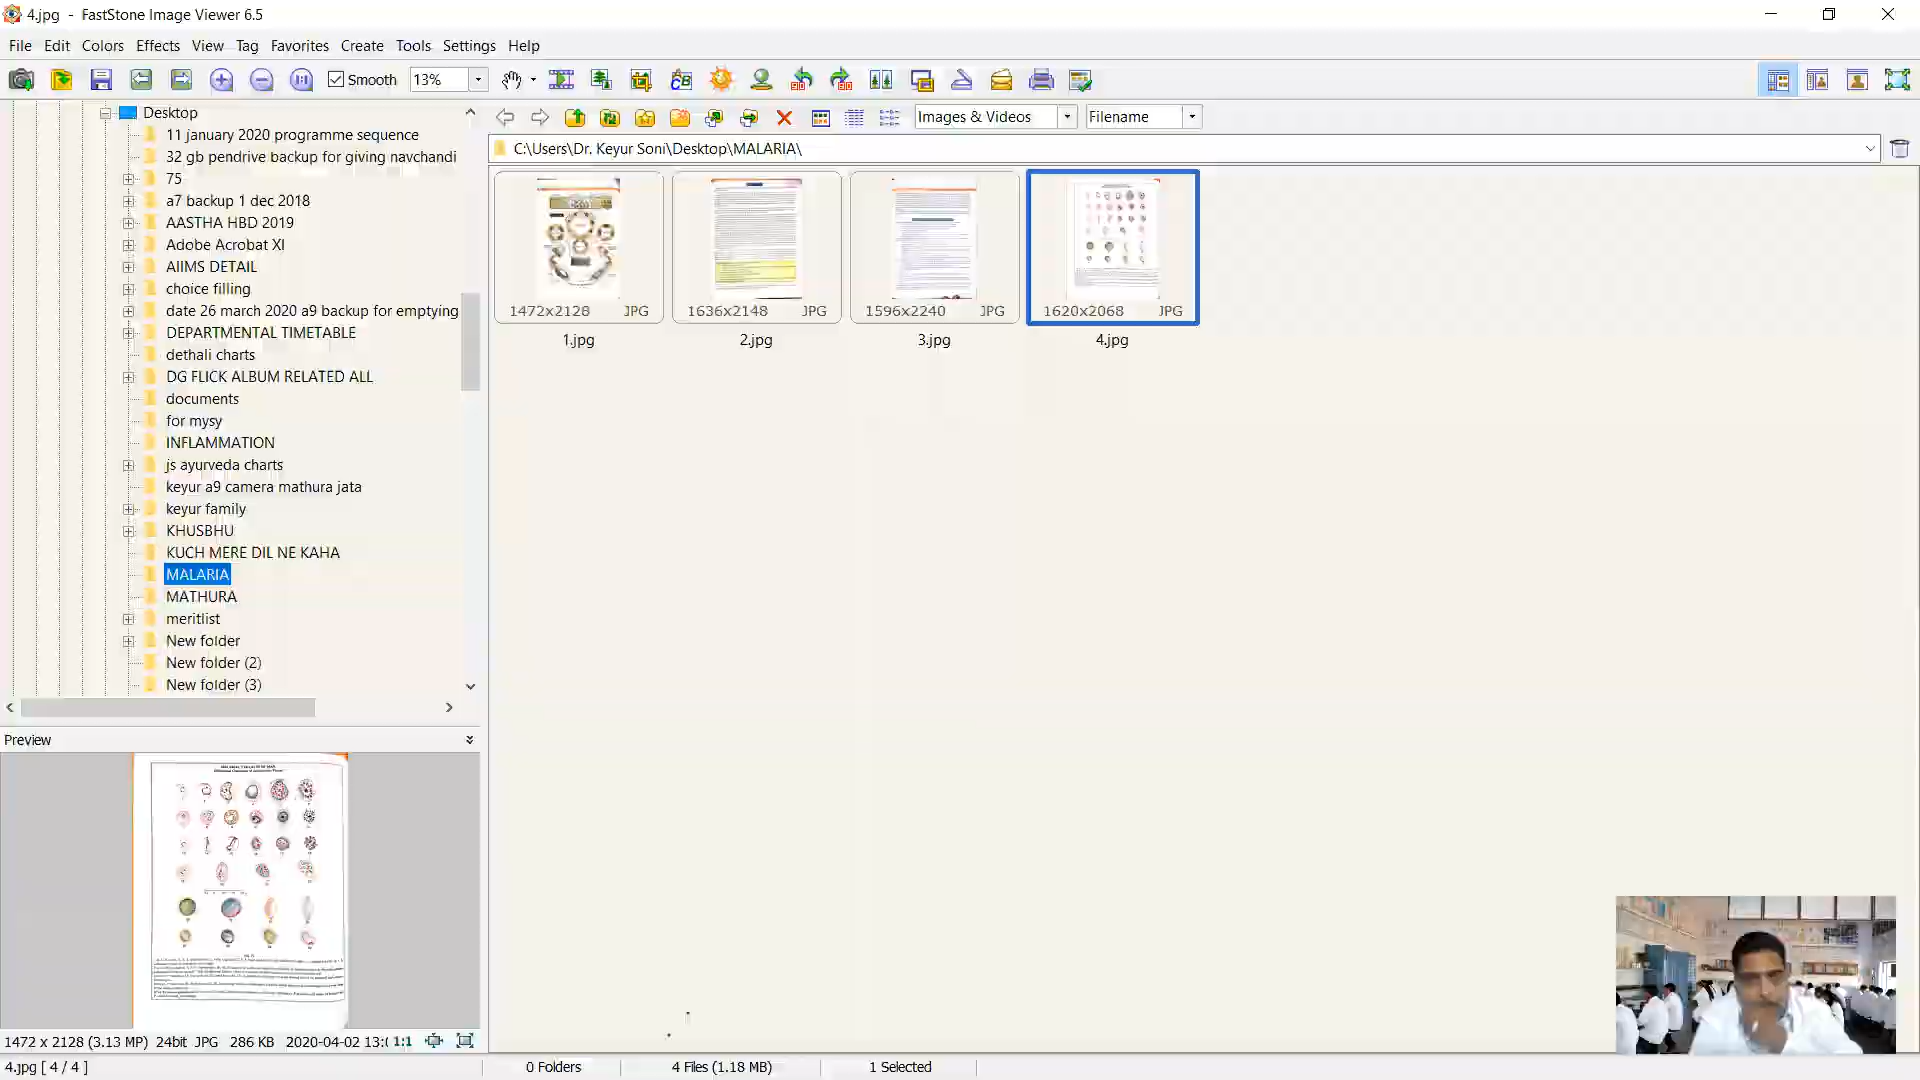 4.jpg - FastStone Image Viewer 6.5
File Edit Colors Effects View Tag Favorites Create Tools Settings Help
Smooth 13%
Desktop
11 january 2020 programme sequence
32 gb pendrive backup for giving navchandi
75
a7 backup 1 dec 2018
AASTHA HBD 2019
Adobe Acrobat XI
AIIMS DETAIL
choice filling
date 26 march 2020 a9 backup for emptying
DEPARTMENTAL TIMETABLE
dethali charts
DG FLICK ALBUM RELATED ALL
documents
for mysy
INFLAMMATION
js ayurveda charts
keyur a9 camera mathura jata
keyur family
KHUSBHU
KUCH MERE DIL NE KAHA
MALARIA
MATHURA
meritlist
New folder
New folder (2)
New folder (3)
Images & Videos Filename
C:\Users\Dr. Keyur Soni\Desktop\MALARIA\
1472x2128 JPG
1636x2148 JPG
1596x2240 JPG
1620x2068 JPG
1.jpg
2.jpg
3.jpg
4.jpg
Preview
1472 x 2128 (3.13 MP) 24bit JPG 286 KB 2020-04-02 13:( 1:1
4.jpg [ 4 / 4 ] 0 Folders 4 Files (1.18 MB) 1 Selected